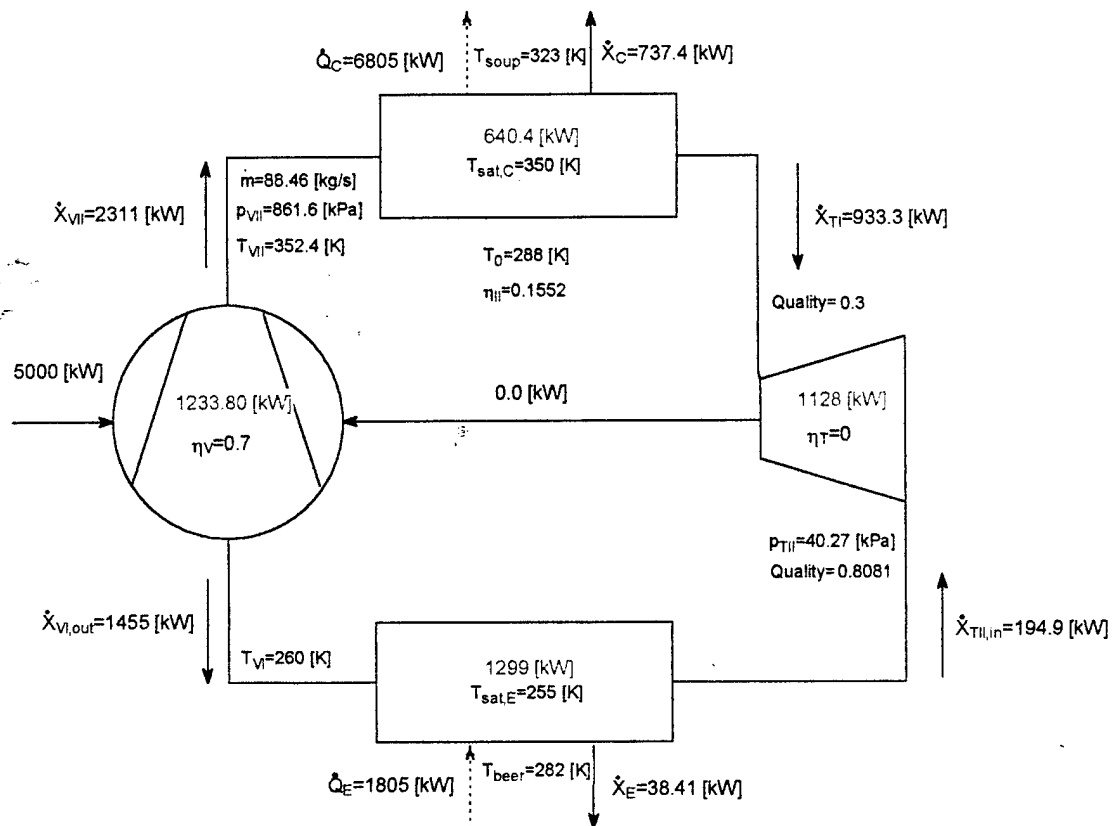 Q̇C=6805 [kW]
Tsoup=323 [K]
ẊC=737.4 [kW]
640.4 [kW]
Tsat,C=350 [K]
ṁ=88.46 [kg/s]
pVII=861.6 [kPa]
TVII=352.4 [K]
ẊVII=2311 [kW]
ẊTI=933.3 [kW]
T0=288 [K]
ηII=0.1552
Quality= 0.3
5000 [kW]
1233.80 [kW]
ηV=0.7
0.0 [kW]
1128 [kW]
ηT=0
pTII=40.27 [kPa]
Quality= 0.8081
ẊVI,out=1455 [kW]
ẊTII,in=194.9 [kW]
TVI=260 [K]
1299 [kW]
Tsat,E=255 [K]
Q̇E=1805 [kW]
Tbeer=282 [K]
ẊE=38.41 [kW]